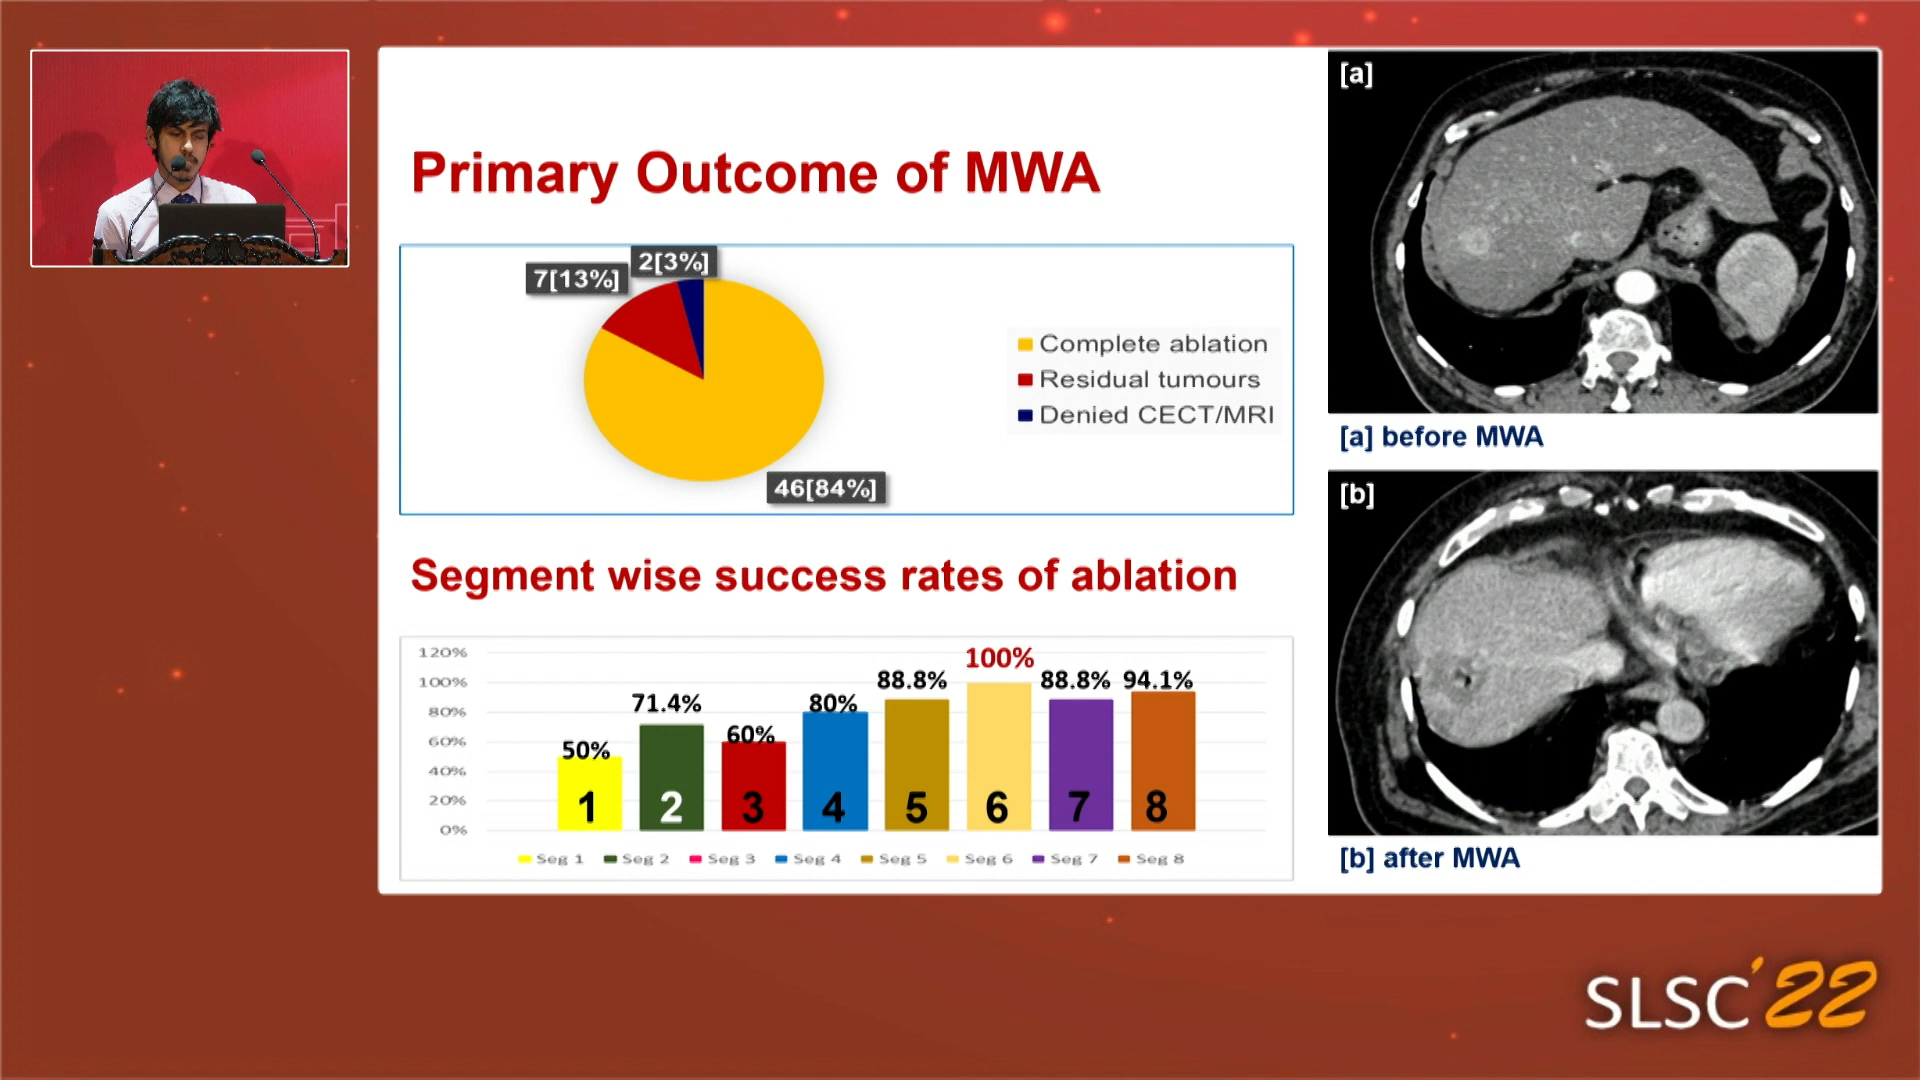 Primary Outcome of MWA
2[3%]
7[13%]
46[84%]
Complete ablation
Residual tumours
Denied CECT/MRI
Segment wise success rates of ablation
120%
100%
80%
60%
40%
20%
0%
50%
71.4%
60%
80%
88.8%
100%
88.8%
94.1%
1
2
3
4
5
6
7
8
Seg 1
Seg 2
Seg 3
Seg 4
Seg 5
Seg 6
Seg 7
Seg 8
[a]
[a] before MWA
[b]
[b] after MWA
SLSC'22